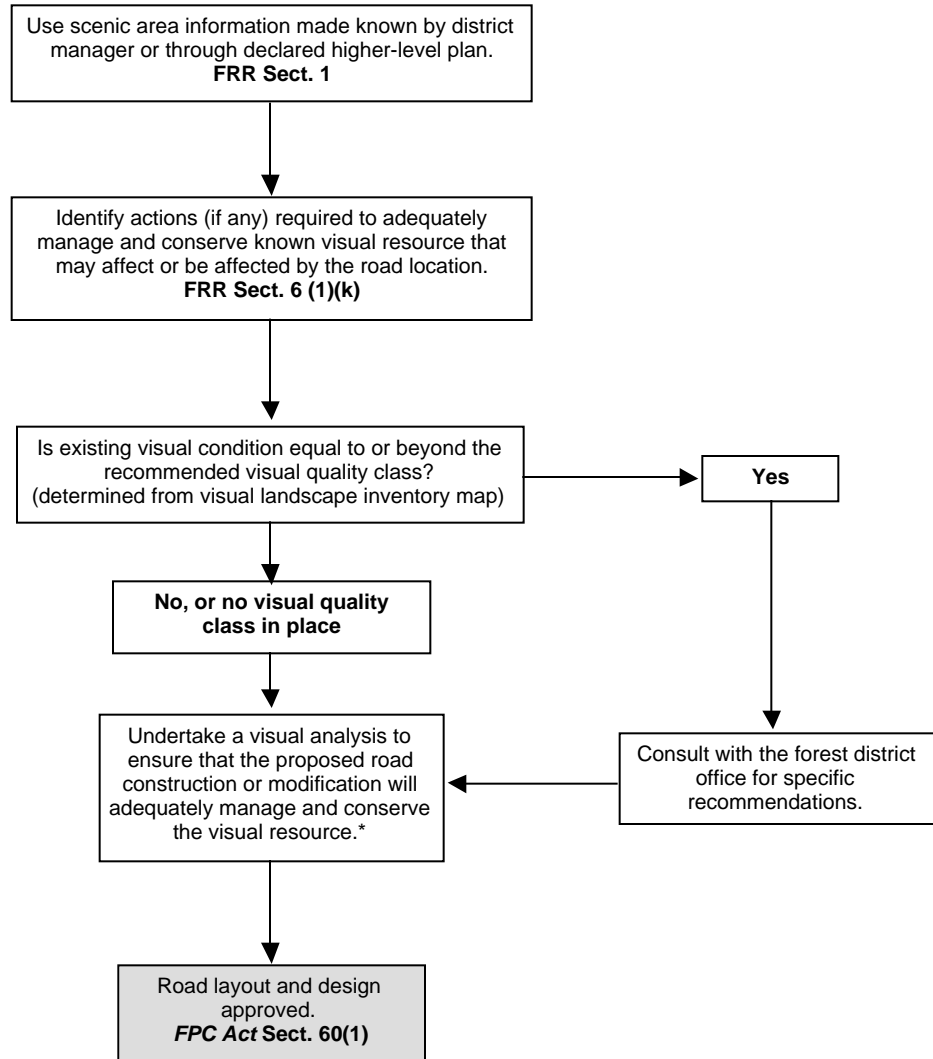 Use scenic area information made known by district
manager or through declared higher-level plan.
FRR Sect. 1
Identify actions (if any) required to adequately
manage and conserve known visual resource that
may affect or be affected by the road location.
FRR Sect. 6 (1)(k)
Is existing visual condition equal to or beyond the
recommended visual quality class?
(determined from visual landscape inventory map)
Yes
No, or no visual quality
class in place
Undertake a visual analysis to
ensure that the proposed road
construction or modification will
adequately manage and conserve
the visual resource.*
Consult with the forest district
office for specific
recommendations.
Road layout and design
approved.
FPC Act Sect. 60(1)